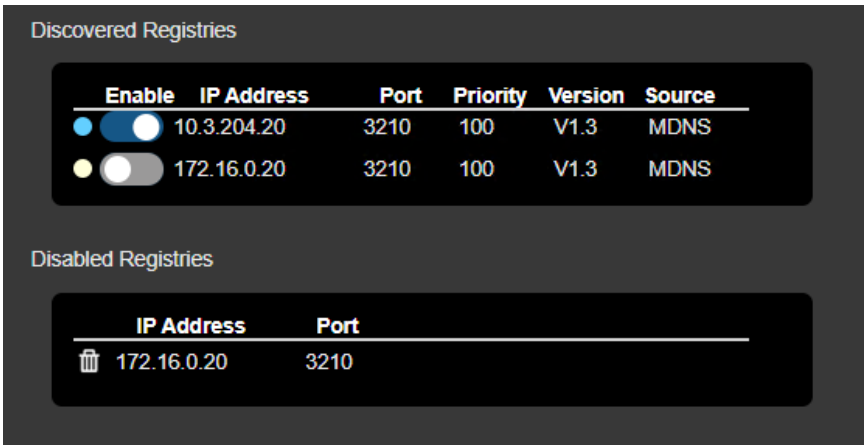 Discovered Registries
Enable IP Address Port Priority Version Source
10.3.204.20 3210 100 V1.3 MDNS
172.16.0.20 3210 100 V1.3 MDNS
Disabled Registries
IP Address Port
172.16.0.20 3210